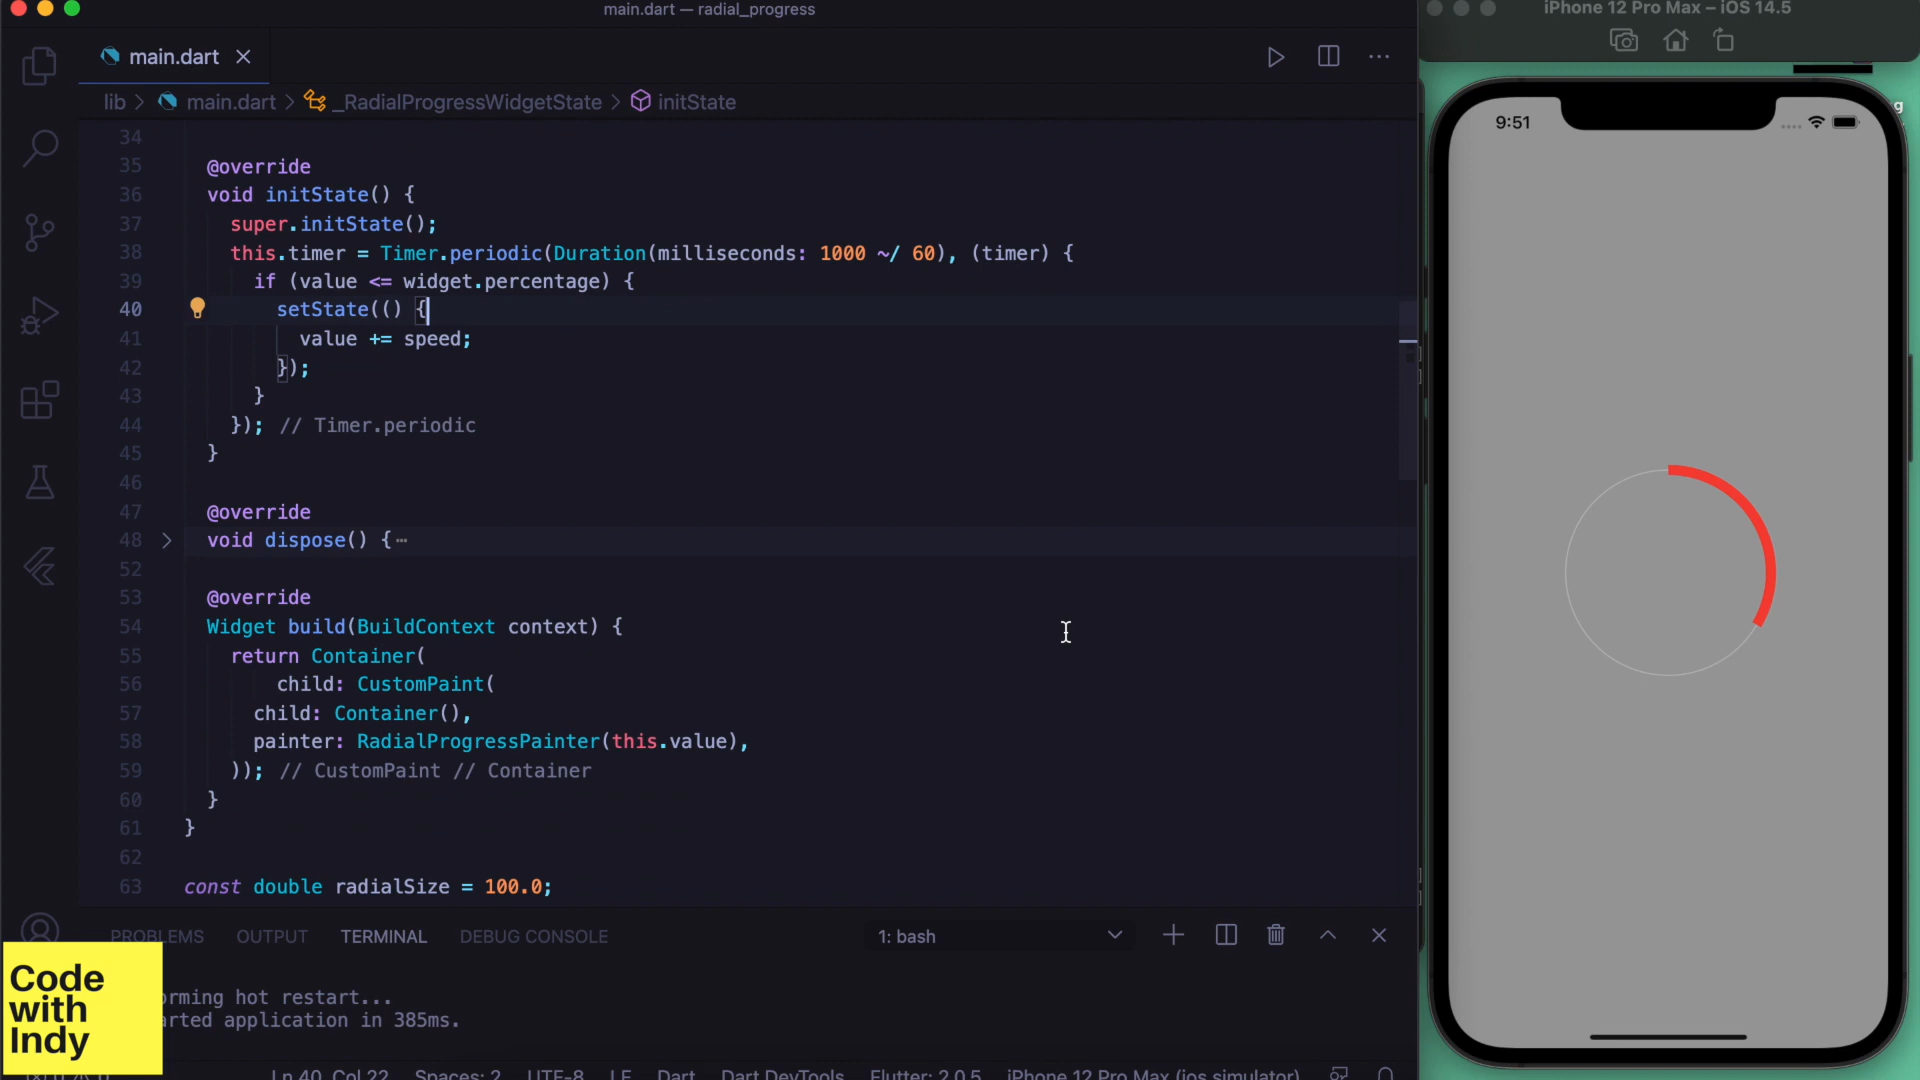 main.dart — radial_progress
main.dart
lib > main.dart > _RadialProgressWidgetState > initState
34
35 @override
36 void initState() {
37 super.initState();
38 this.timer = Timer.periodic(Duration(milliseconds: 1000 ~/ 60), (timer) {
39 if (value <= widget.percentage) {
40 setState(() {
41 value += speed;
42 });
43 }
44 }); // Timer.periodic
45 }
46
47 @override
48 void dispose() {⋯
52
53 @override
54 Widget build(BuildContext context) {
55 return Container(
56 child: CustomPaint(
57 child: Container(),
58 painter: RadialProgressPainter(this.value),
59 )); // CustomPaint // Container
60 }
61 }
62
63 const double radialSize = 100.0;
PROBLEMS OUTPUT TERMINAL DEBUG CONSOLE 1: bash
orming hot restart...
arted application in 385ms.
Ln 40, Col 22 Spaces: 2 UTF-8 LF Dart Dart DevTools Flutter: 2.0.5 iPhone 12 Pro Max (ios simulator)
Code
with
Indy
iPhone 12 Pro Max – iOS 14.5
9:51
g